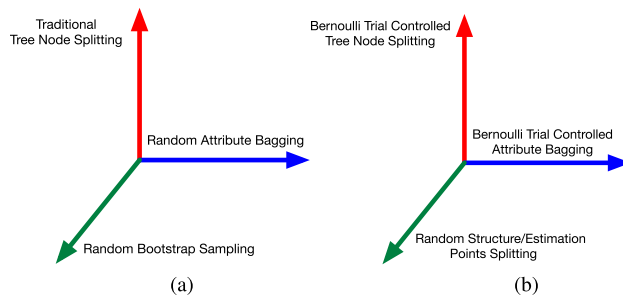 Traditional
Tree Node Splitting
Random Attribute Bagging
Random Bootstrap Sampling
(a)
Bernoulli Trial Controlled
Tree Node Splitting
Bernoulli Trial Controlled
Attribute Bagging
Random Structure/Estimation
Points Splitting
(b)